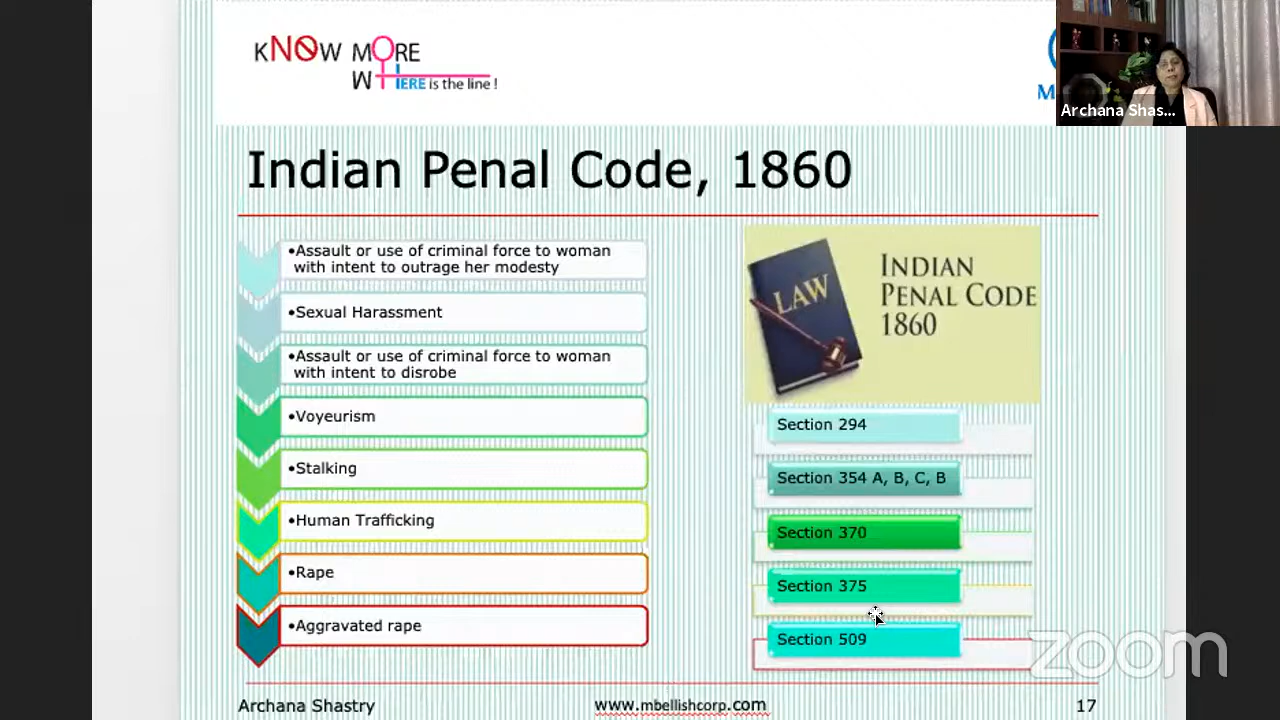 KNOW MORE
WHERE is the line !
M
Archana Shas...
Indian Penal Code, 1860
•Assault or use of criminal force to woman
with intent to outrage her modesty
•Sexual Harassment
•Assault or use of criminal force to woman
with intent to disrobe
•Voyeurism
•Stalking
•Human Trafficking
•Rape
•Aggravated rape
LAW
INDIAN
PENAL CODE
1860
Section 294
Section 354 A, B, C, B
Section 370
Section 375
Section 509
zoom
Archana Shastry
www.mbellishcorp.com
17